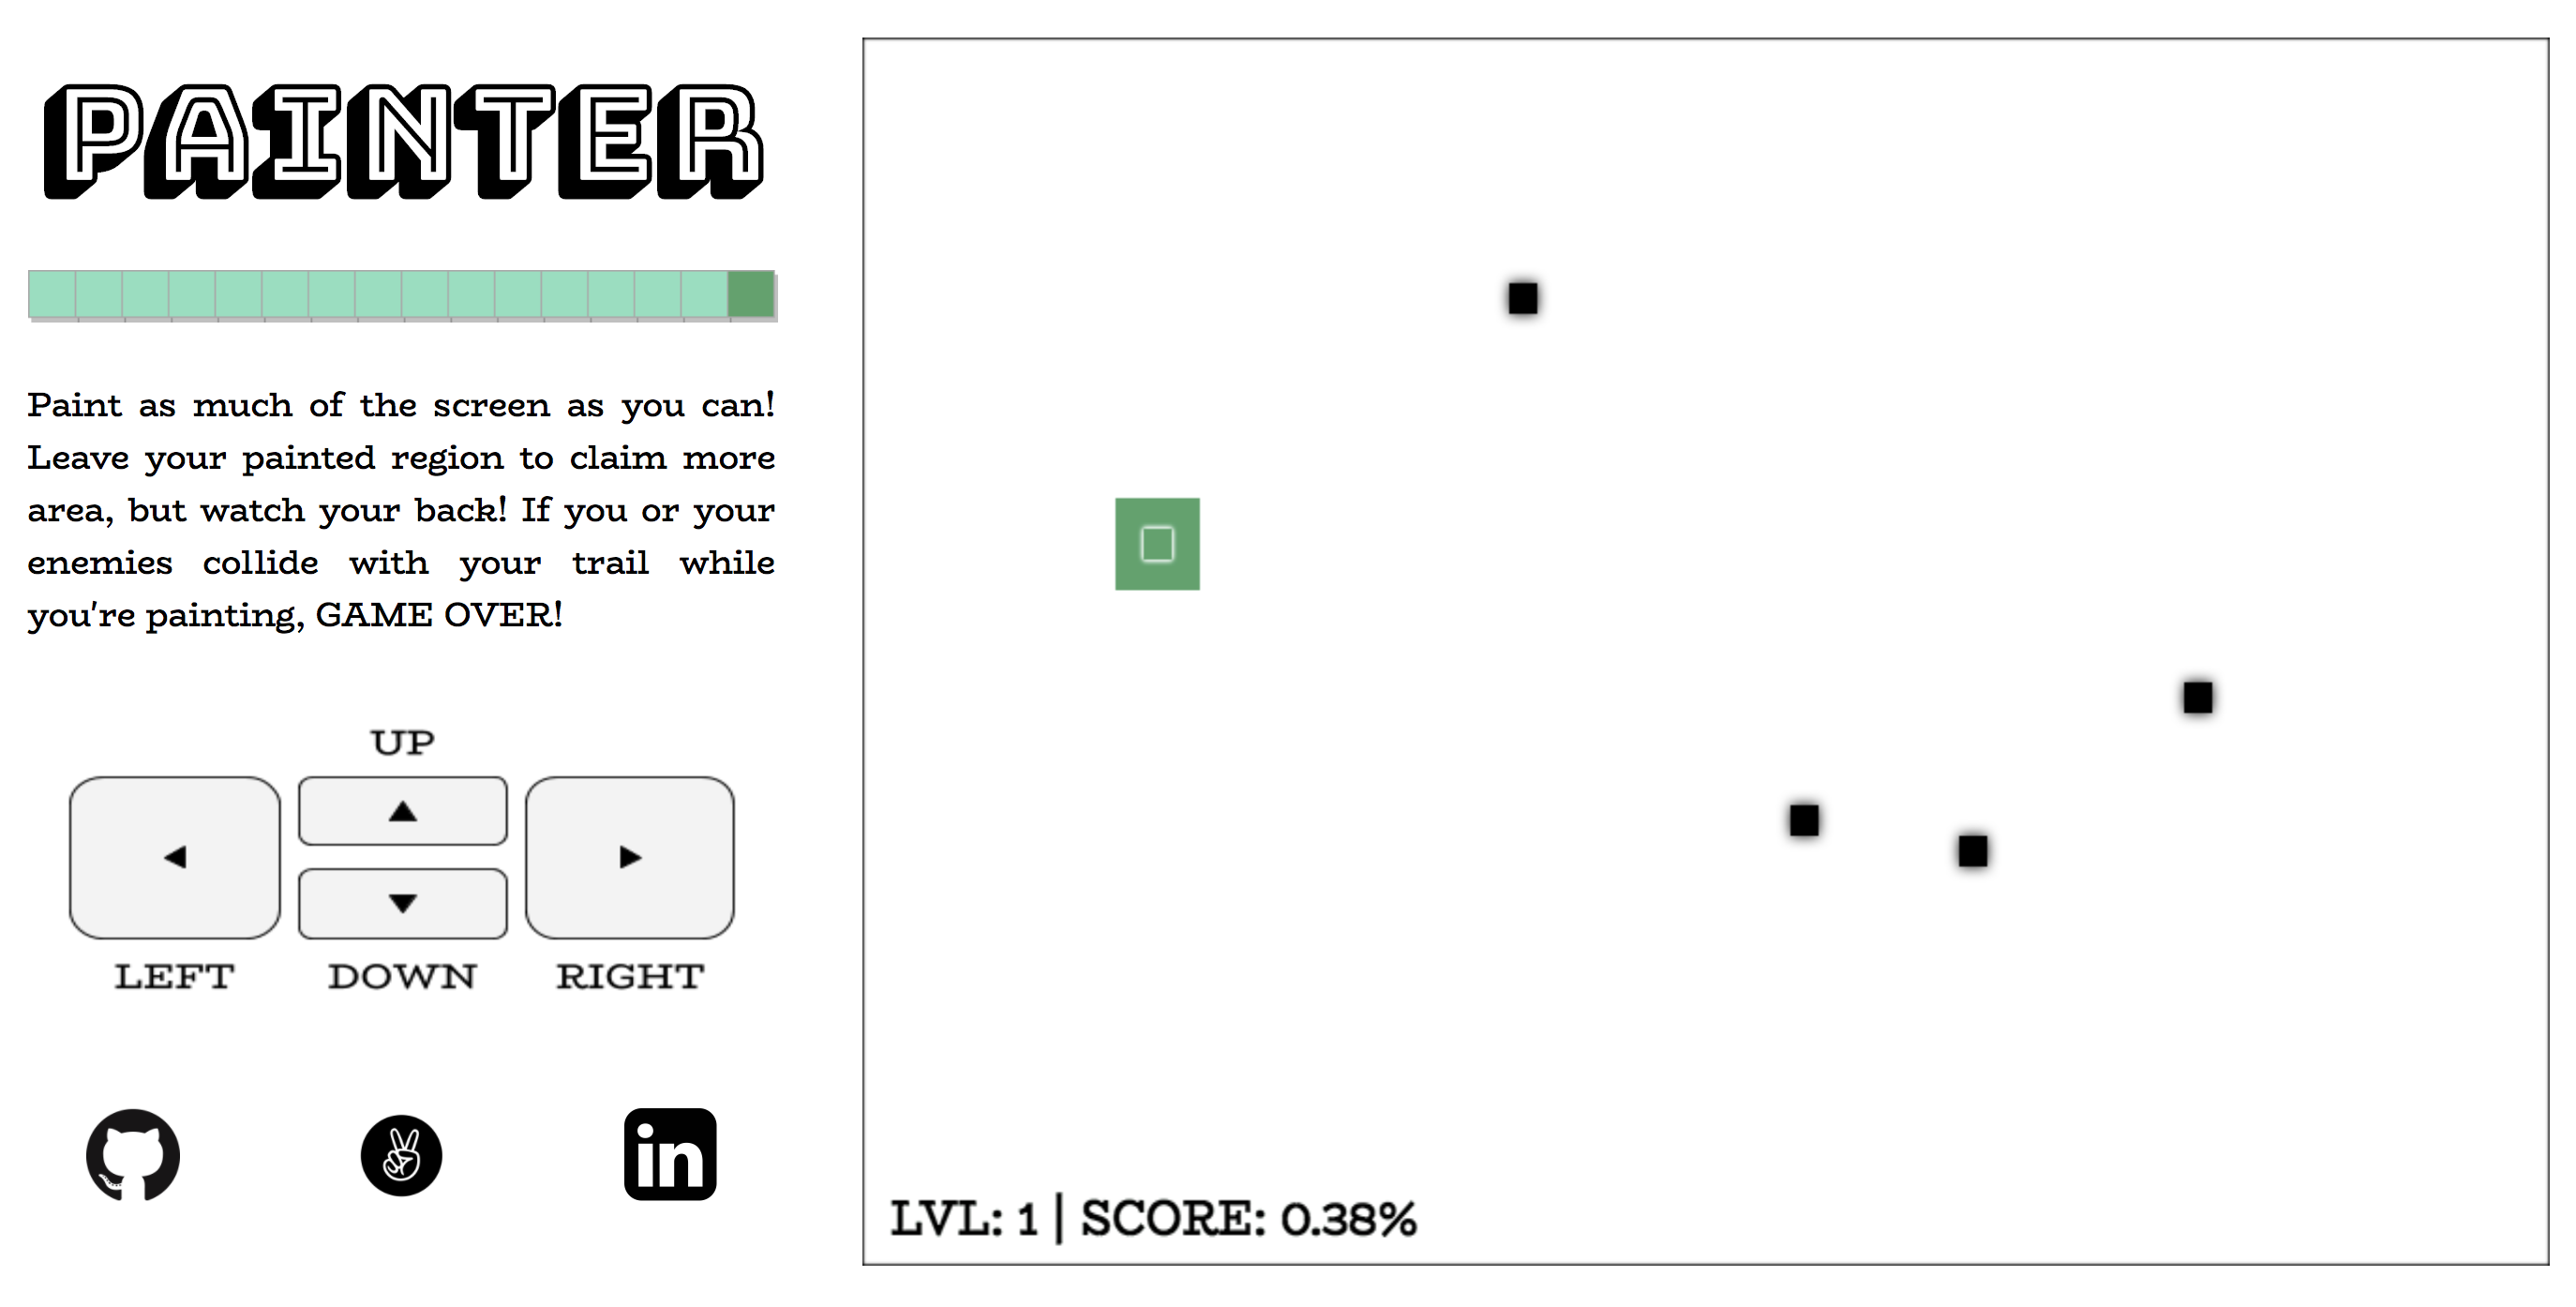 PAINTER
Paint as much of the screen as you can!
Leave your painted region to claim more
area, but watch your back! If you or your
enemies collide with your trail while
you're painting, GAME OVER!
UP
LEFT
DOWN
RIGHT
in
LVL: 1 | SCORE: 0.38%